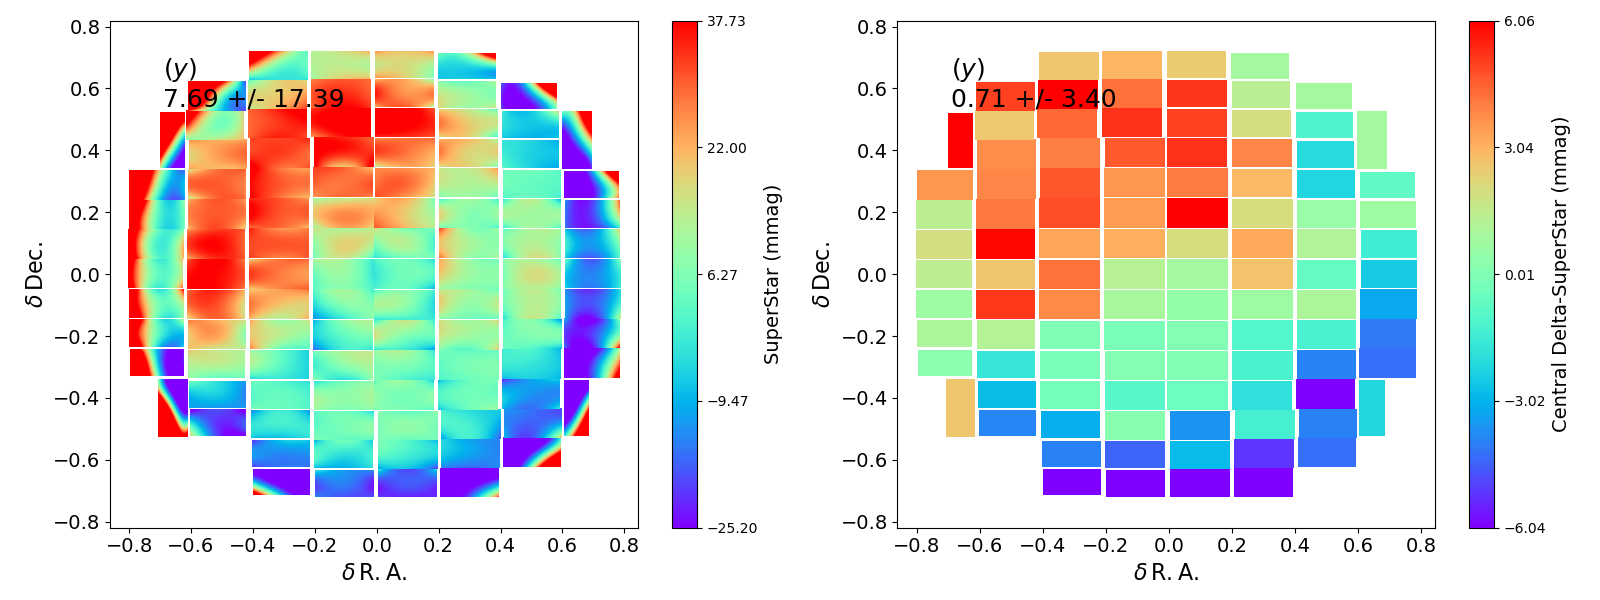 (y)
7.69 +/- 17.39
0.8
0.6
0.4
0.2
0.0
−0.2
−0.4
−0.6
−0.8
δ Dec.
−0.8 −0.6 −0.4 −0.2 0.0 0.2 0.4 0.6 0.8
δ R. A.
37.73
22.00
6.27
−9.47
−25.20
SuperStar (mmag)
(y)
0.71 +/- 3.40
0.8
0.6
0.4
0.2
0.0
−0.2
−0.4
−0.6
−0.8
δ Dec.
−0.8 −0.6 −0.4 −0.2 0.0 0.2 0.4 0.6 0.8
δ R. A.
6.06
3.04
0.01
−3.02
−6.04
Central Delta-SuperStar (mmag)